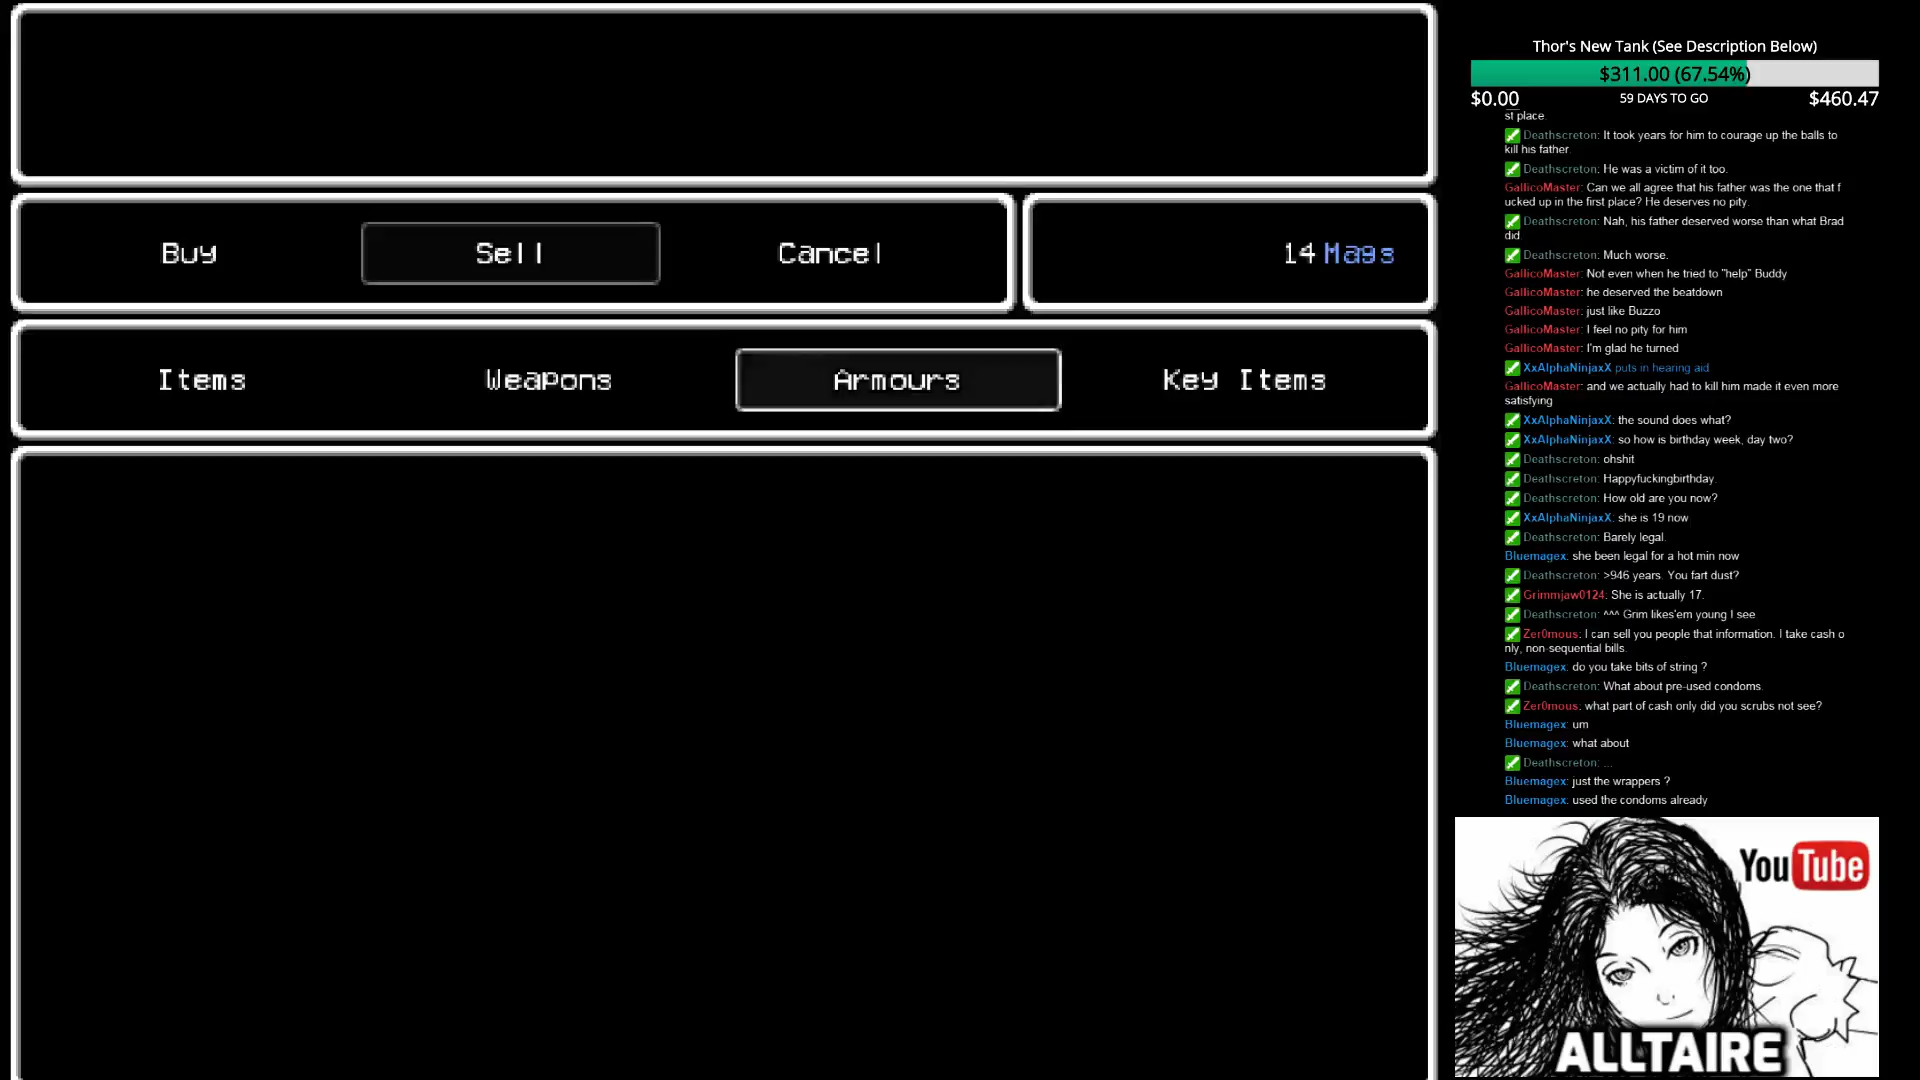 Buy Sell Cancel 14 Mags
Items Weapons Armours Key Items
Thor's New Tank (See Description Below)
$311.00 (67.54%)
$0.00 59 DAYS TO GO $460.47
st place.
Deathscreton: It took years for him to courage up the balls to
kill his father.
Deathscreton: He was a victim of it too.
GallicoMaster: Can we all agree that his father was the one that f
ucked up in the first place? He deserves no pity.
Deathscreton: Nah, his father deserved worse than what Brad
did
Deathscreton: Much worse.
GallicoMaster: Not even when he tried to "help" Buddy
GallicoMaster: he deserved the beatdown
GallicoMaster: just like Buzzo
GallicoMaster: I feel no pity for him
GallicoMaster: I'm glad he turned
XxAlphaNinjaxX puts in hearing aid
GallicoMaster: and we actually had to kill him made it even more
satisfying
XxAlphaNinjaxX: the sound does what?
XxAlphaNinjaxX: so how is birthday week, day two?
Deathscreton: ohshit
Deathscreton: Happyfuckingbirthday.
Deathscreton: How old are you now?
XxAlphaNinjaxX: she is 19 now
Deathscreton: Barely legal.
Bluemagex: she been legal for a hot min now
Deathscreton: >946 years. You fart dust?
Grimmjaw0124: She is actually 17.
Deathscreton: ^^^ Grim likes'em young I see
Zer0mous: I can sell you people that information. I take cash o
nly, non-sequential bills.
Bluemagex: do you take bits of string ?
Deathscreton: What about pre-used condoms.
Zer0mous: what part of cash only did you scrubs not see?
Bluemagex: um
Bluemagex: what about
Deathscreton: ...
Bluemagex: just the wrappers ?
Bluemagex: used the condoms already
YouTube
ALLTAIRE